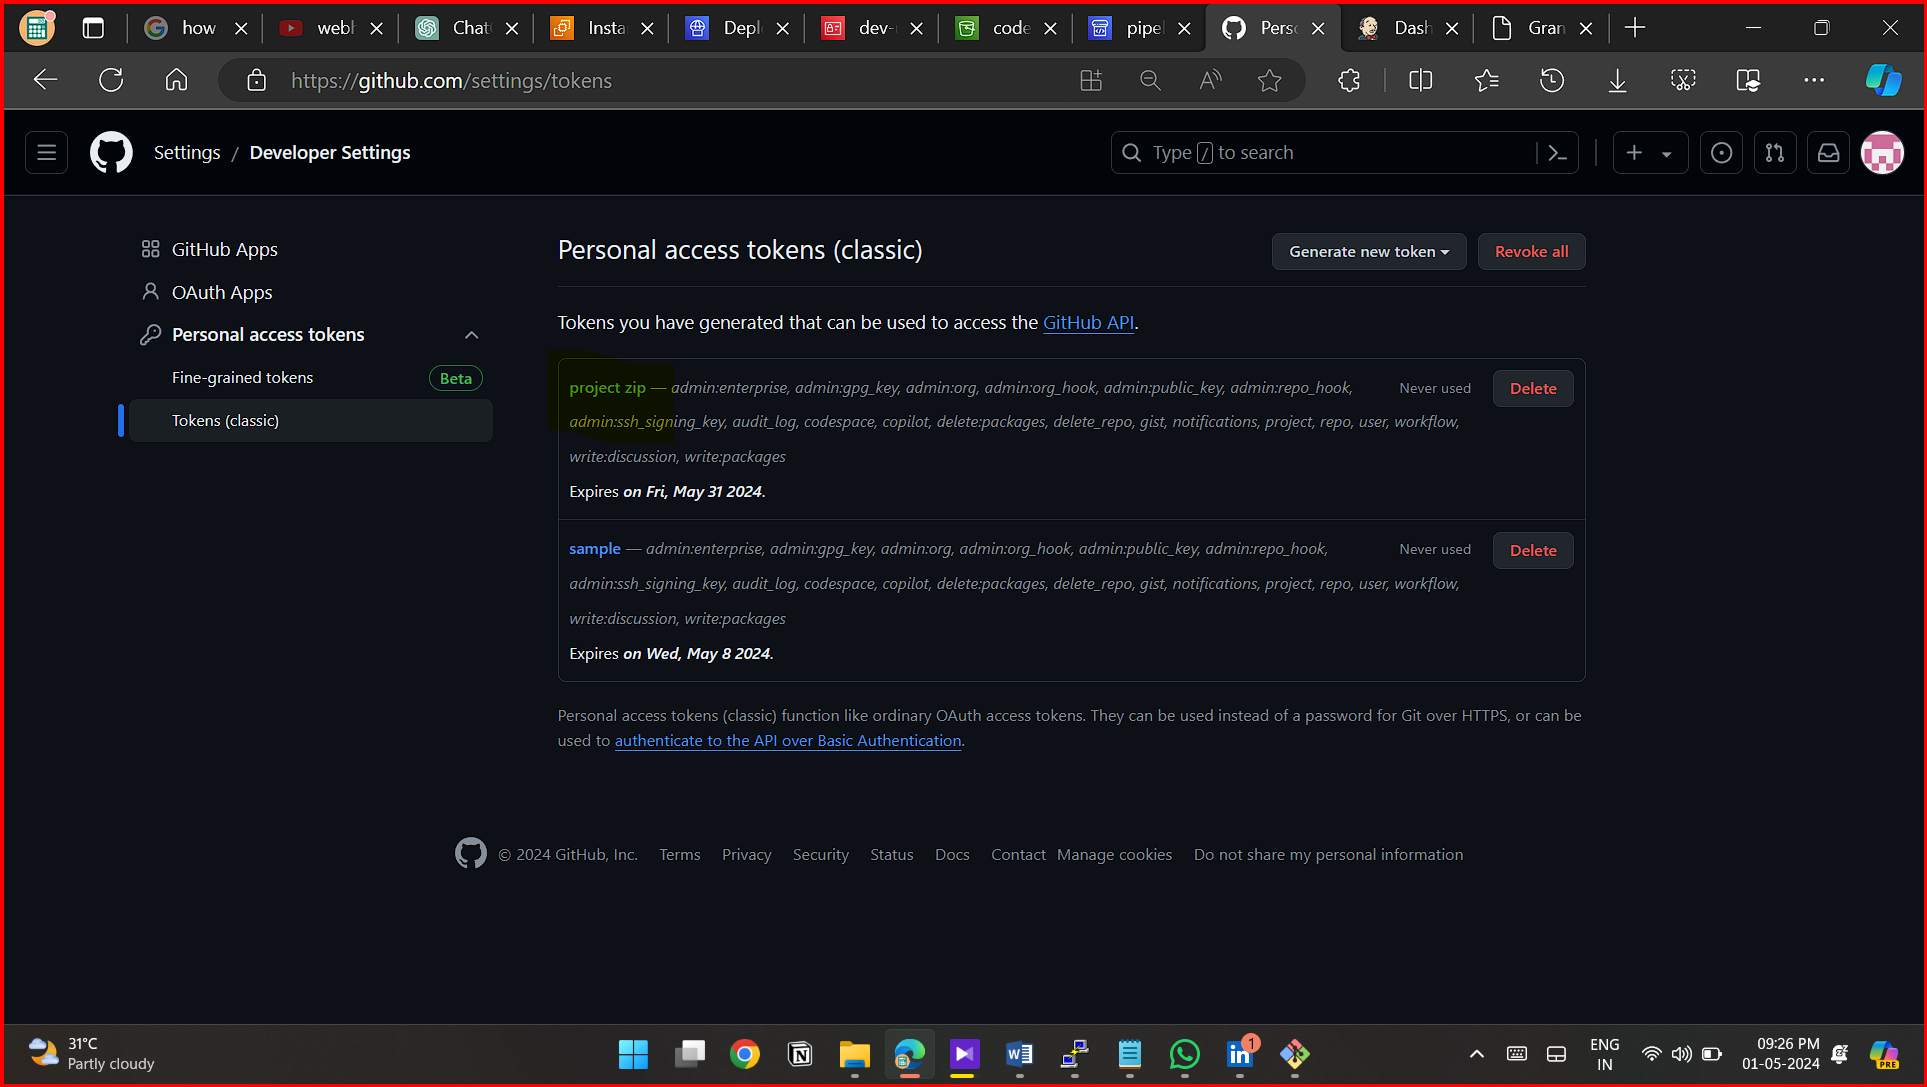 how
webh
Chat
Insta
Depl
dev-
code
pipel
Pers
Dash
Gran
https://github.com/settings/tokens
Settings / Developer Settings
Type / to search
GitHub Apps
OAuth Apps
Personal access tokens
Fine-grained tokens Beta
Tokens (classic)
Personal access tokens (classic)
Generate new token
Revoke all
Tokens you have generated that can be used to access the GitHub API.
project zip — admin:enterprise, admin:gpg_key, admin:org, admin:org_hook, admin:public_key, admin:repo_hook, Never used Delete
admin:ssh_signing_key, audit_log, codespace, copilot, delete:packages, delete_repo, gist, notifications, project, repo, user, workflow,
write:discussion, write:packages
Expires on Fri, May 31 2024.
sample — admin:enterprise, admin:gpg_key, admin:org, admin:org_hook, admin:public_key, admin:repo_hook, Never used Delete
admin:ssh_signing_key, audit_log, codespace, copilot, delete:packages, delete_repo, gist, notifications, project, repo, user, workflow,
write:discussion, write:packages
Expires on Wed, May 8 2024.
Personal access tokens (classic) function like ordinary OAuth access tokens. They can be used instead of a password for Git over HTTPS, or can be
used to authenticate to the API over Basic Authentication.
© 2024 GitHub, Inc. Terms Privacy Security Status Docs Contact Manage cookies Do not share my personal information
31°C
Partly cloudy
1
ENG
IN
09:26 PM
01-05-2024
PRE